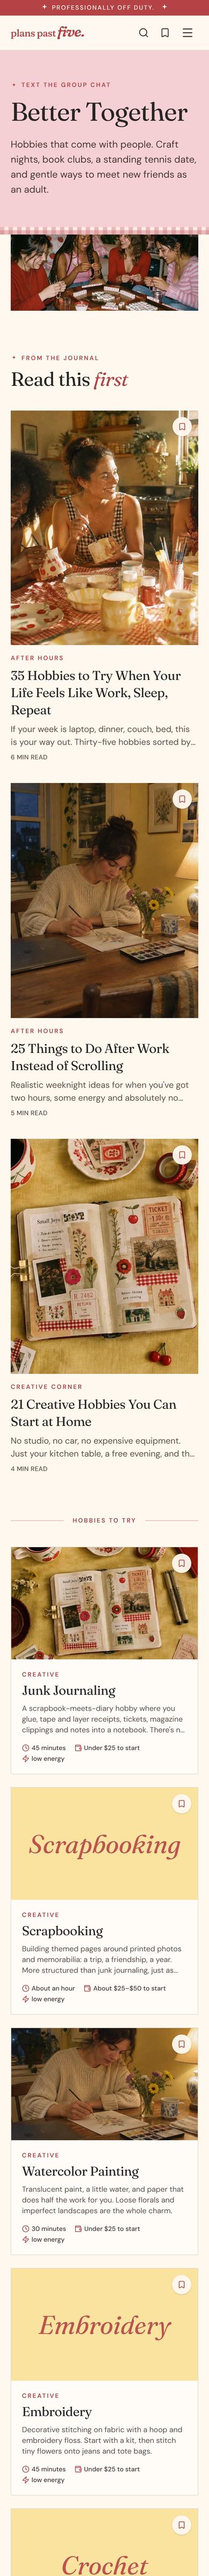 PROFESSIONALLY OFF DUTY.
plans past five.
TEXT THE GROUP CHAT
Better Together
Hobbies that come with people. Craft
nights, book clubs, a standing tennis date,
and gentle ways to meet new friends as
an adult.
FROM THE JOURNAL
Read this first
AFTER HOURS
35 Hobbies to Try When Your
Life Feels Like Work, Sleep,
Repeat
If your week is laptop, dinner, couch, bed, this
is your way out. Thirty-five hobbies sorted by...
6 MIN READ
AFTER HOURS
25 Things to Do After Work
Instead of Scrolling
Realistic weeknight ideas for when you've got
two hours, some energy and absolutely no...
5 MIN READ
Small Joys
TICKET
CREATIVE CORNER
21 Creative Hobbies You Can
Start at Home
No studio, no car, no expensive equipment.
Just your kitchen table, a free evening, and th...
4 MIN READ
HOBBIES TO TRY
CREATIVE
Junk Journaling
A scrapbook-meets-diary hobby where you
glue, tape and layer receipts, tickets, magazine
clippings and notes into a notebook. There's n...
45 minutes Under $25 to start
low energy
Scrapbooking
CREATIVE
Scrapbooking
Building themed pages around printed photos
and memorabilia: a trip, a friendship, a year.
More structured than junk journaling, just as...
About an hour About $25–$50 to start
low energy
CREATIVE
Watercolor Painting
Translucent paint, a little water, and paper that
does half the work for you. Loose florals and
imperfect landscapes are the whole charm.
30 minutes Under $25 to start
low energy
Embroidery
CREATIVE
Embroidery
Decorative stitching on fabric with a hoop and
embroidery floss. Start with a kit, then stitch
tiny flowers onto jeans and tote bags.
45 minutes Under $25 to start
low energy
Crochet